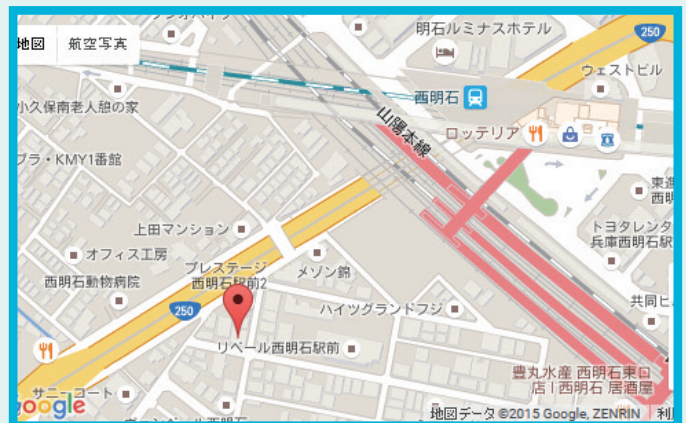 地図
航空写真
明石ルミナスホテル
250
ウェストビル
西明石
小久保南老人憩の家
山陽本線
ロッテリア
ブラ・KMY1番館
東進
西明
上田マンション
トヨタレンタ
兵庫西明石駅
オフィス工房
プレステージ
西明石駅前2
メゾン錦
西明石動物病院
250
ハイツグランドフジ
共同ヒ
リベール西明石駅前
豊丸水産 西明石東口
店 | 西明石 居酒屋
サニーコート
Google
地図データ ©2015 Google, ZENRIN
利用